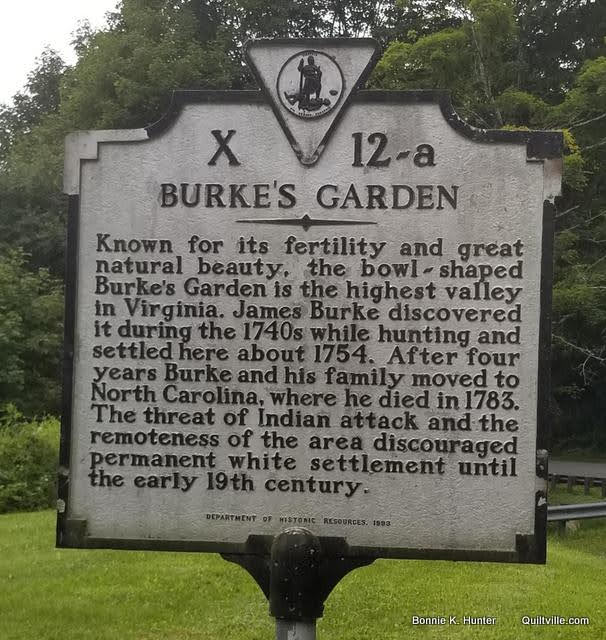 X 12-a
BURKE'S GARDEN
Known for its fertility and great
natural beauty, the bowl-shaped
Burke's Garden is the highest valley
in Virginia. James Burke discovered
it during the 1740s while hunting and
settled here about 1754. After four
years Burke and his family moved to
North Carolina, where he died in 1783.
The threat of Indian attack and the
remoteness of the area discouraged
permanent white settlement until
the early 19th century.
DEPARTMENT OF HISTORIC RESOURCES, 1993
Bonnie K. Hunter Quiltville.com